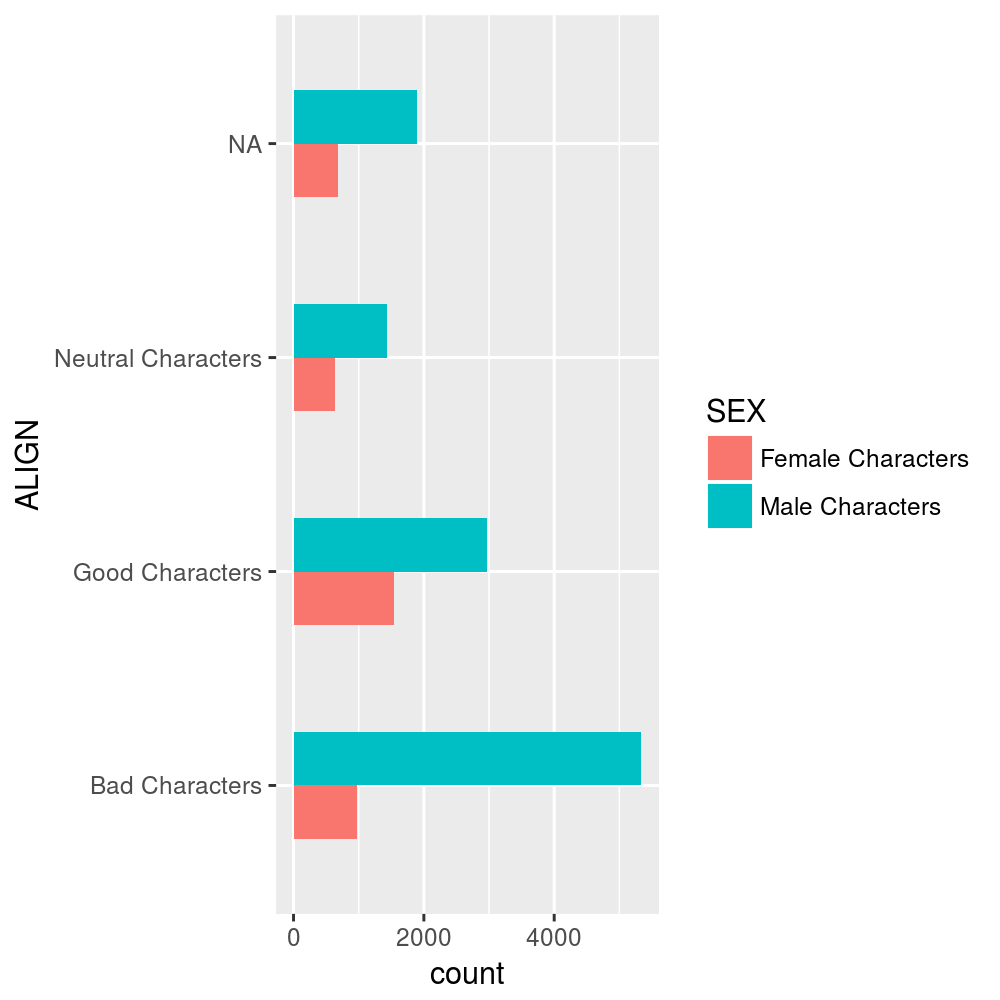 NA
Neutral Characters
Good Characters
Bad Characters
ALIGN
0 2000 4000
count
SEX
Female Characters
Male Characters